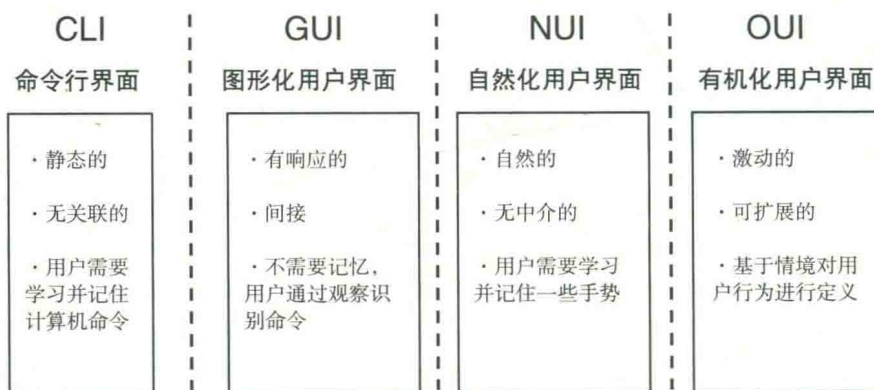 CLI
命令行界面
·静态的
·无关联的
·用户需要
学习并记住
计算机命令
GUI
图形化用户界面
·有响应的
·间接
·不需要记忆，
用户通过观察识
别命令
NUI
自然化用户界面
·自然的
·无中介的
·用户需要学习
并记住一些手势
OUI
有机化用户界面
·激动的
·可扩展的
·基于情境对用
户行为进行定义